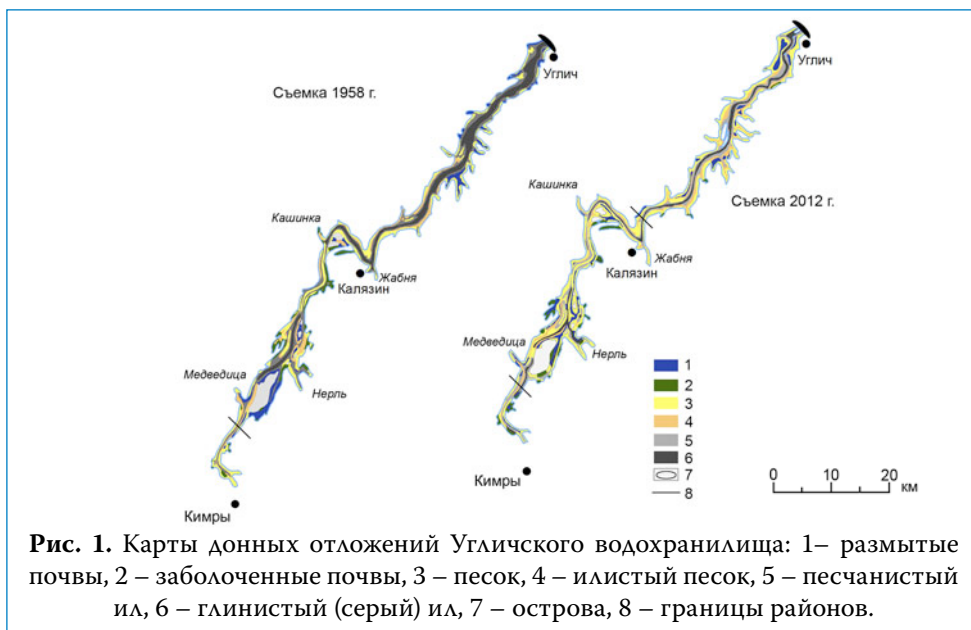 Углич
Углич
Съемка 1958 г.
Кашинка
Кашинка
Съемка 2012 г.
Жабня
Калязин
Жабня
Калязин
Медведица
Нерль
Медведица
Нерль
Кимры
Кимры
1
2
3
4
5
6
7
8
0 10 20
км
Рис. 1. Карты донных отложений Угличского водохранилища: 1– размытые
почвы, 2 – заболоченные почвы, 3 – песок, 4 – илистый песок, 5 – песчанистый
ил, 6 – глинистый (серый) ил, 7 – острова, 8 – границы районов.